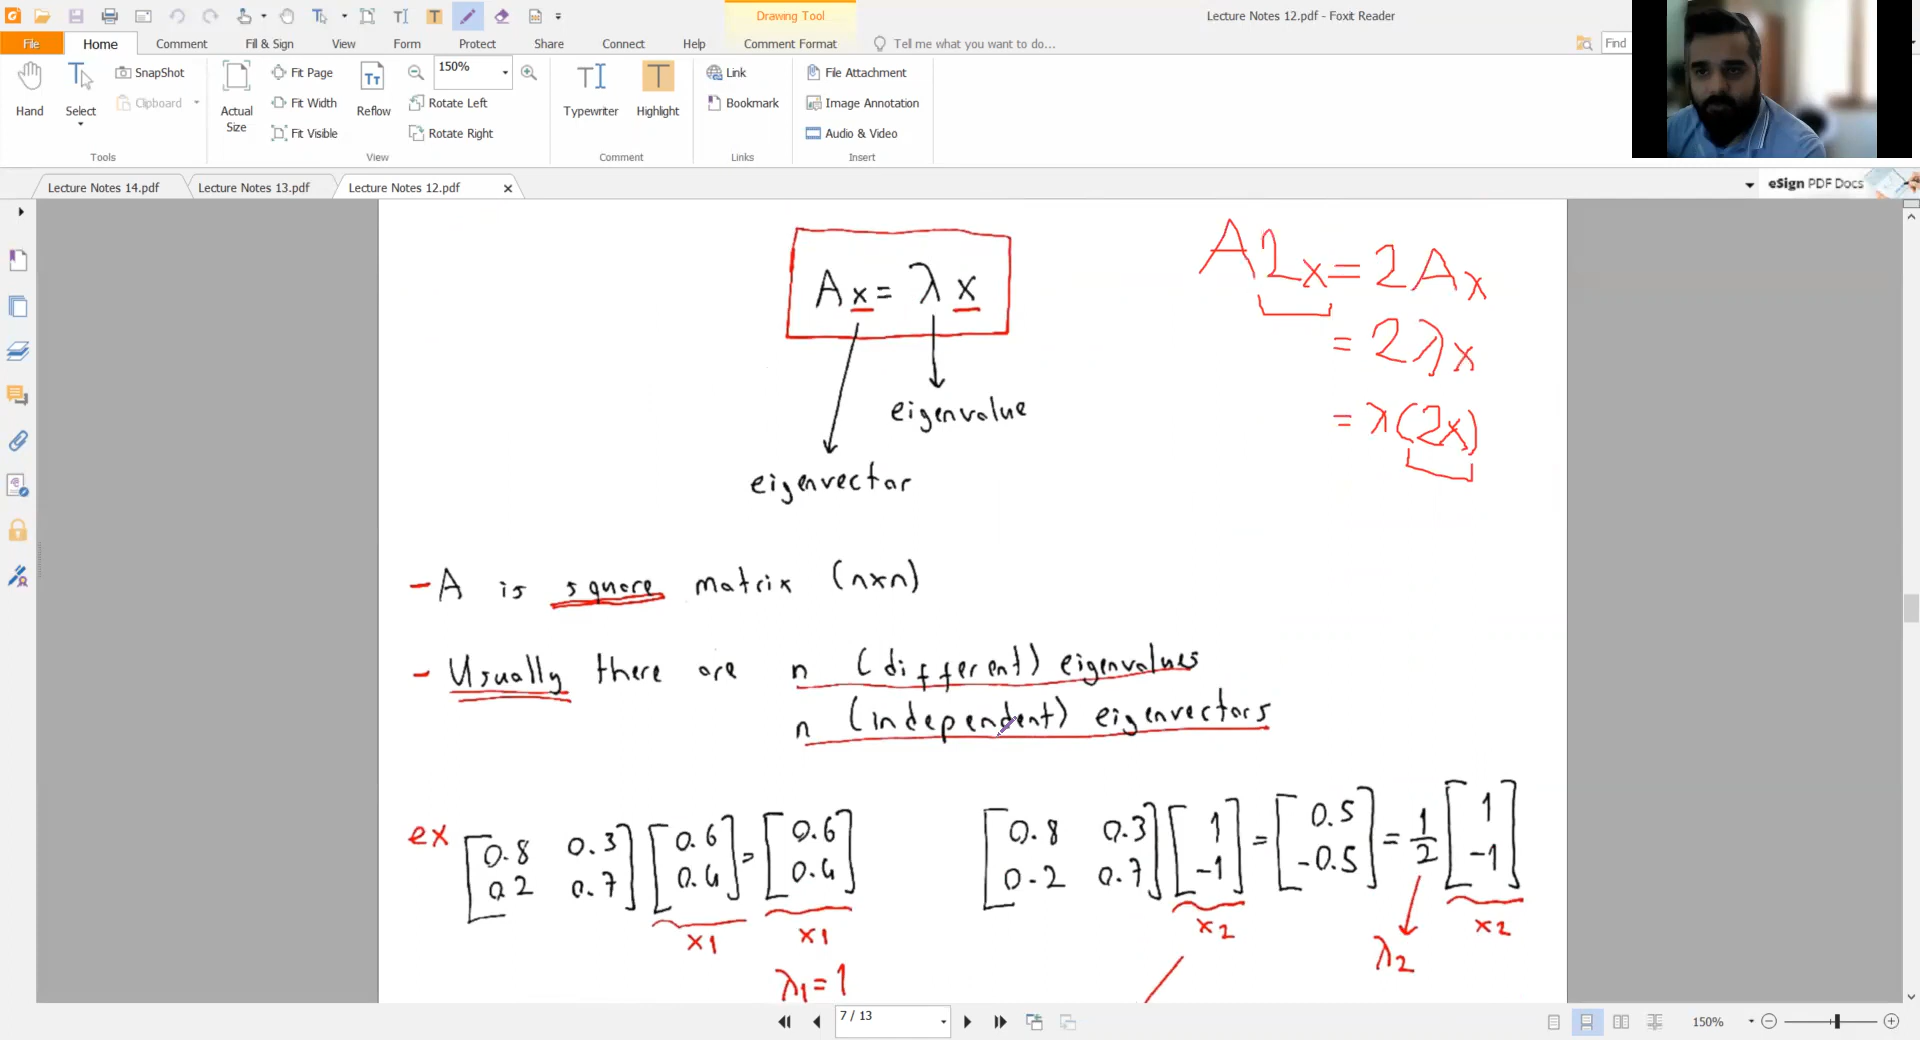 Lecture Notes 12.pdf - Foxit Reader
Drawing Tool
File Home Comment Fill & Sign View Form Protect Share Connect Help Comment Format Tell me what you want to do... Find
Hand
Select
SnapShot
Clipboard
Tools
Actual Size
Fit Page
Fit Width
Fit Visible
Reflow
150%
Rotate Left
Rotate Right
View
Typewriter
Highlight
Comment
Link
Bookmark
Links
File Attachment
Image Annotation
Audio & Video
Insert
Lecture Notes 14.pdf Lecture Notes 13.pdf Lecture Notes 12.pdf
eSign PDF Docs
Ax = λx
eigenvalue
eigenvector
A2x = 2Ax
= 2λx
= λ(2x)
- A is square matrix (nxn)
- Usually there are n (different) eigenvalues
n (independent) eigenvectors
ex [0.8 0.3] [0.6] = [0.6]
[0.2 0.7] [0.4] [0.4]
x1 x1
λ1=1
[0.8 0.3] [1] = [0.5] = 1/2 [1]
[0.2 0.7] [-1] [-0.5] [-1]
x2 x2
λ2
7 / 13
150%